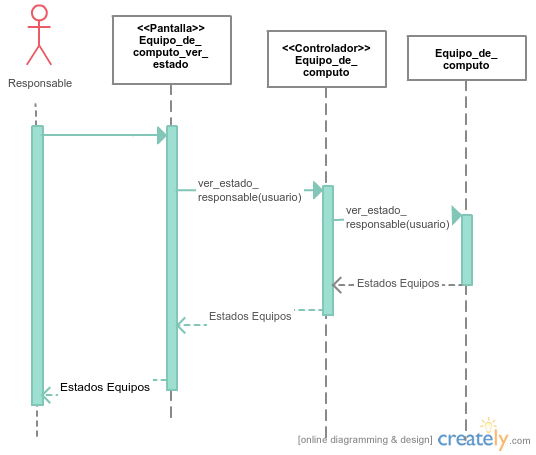 <<Pantalla>>
Equipo_de_
computo_ver_
estado
<<Controlador>>
Equipo_de_
computo
Equipo_de_
computo
Responsable
ver_estado_
responsable(usuario)
ver_estado_
responsable(usuario)
Estados Equipos
Estados Equipos
Estados Equipos
[online diagramming & design] creately.com